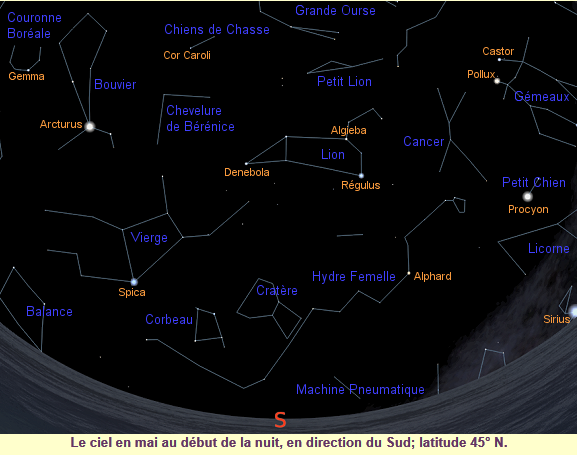 Grande Ourse
Couronne
Boréale
Chiens de Chasse
Castor
Cor Caroli
Gemma
Pollux
Bouvier
Petit Lion
Gémeaux
Chevelure
de Bérénice
Arcturus
Algieba
Cancer
Lion
Denebola
Régulus
Petit Chien
Procyon
Vierge
Licorne
Hydre Femelle
Alphard
Spica
Cratère
Balance
Corbeau
Sirius
Machine Pneumatique
S
Le ciel en mai au début de la nuit, en direction du Sud; latitude 45° N.